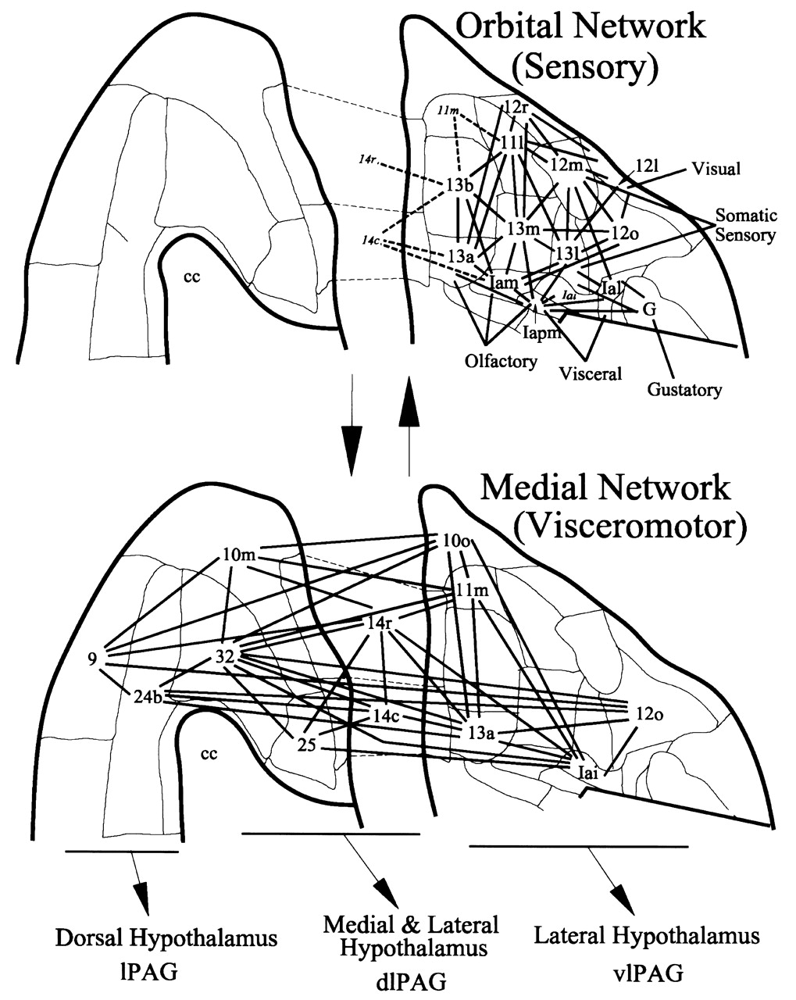 Orbital Network
(Sensory)
11m
12r
11l
14r
12m
12l
Visual
13b
Somatic
Sensory
14c
13m
12o
13a
13l
cc
Iam
Iai
Ial
G
Iapm
Olfactory
Visceral
Gustatory
Medial Network
(Visceromotor)
10m
10o
11m
14r
9
32
24b
14c
12o
25
13a
cc
Iai
Dorsal Hypothalamus
lPAG
Medial & Lateral
Hypothalamus
dlPAG
Lateral Hypothalamus
vlPAG